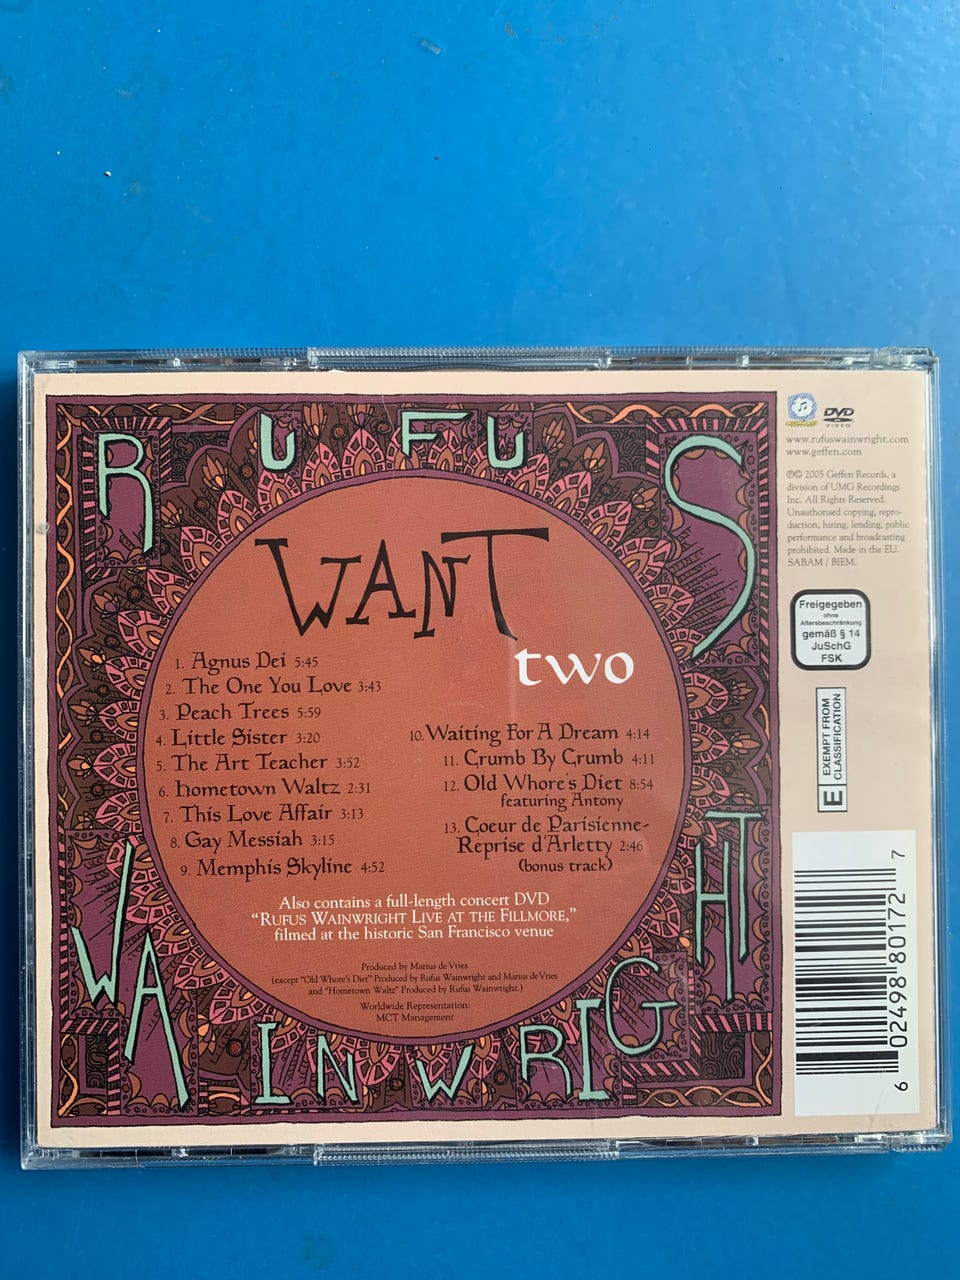 RUFUS
WAINWRIGHT
WANT
two
1. Agnus Dei 5:45
2. The One You Love 3:43
3. Peach Trees 5:59
4. Little Sister 3:20
5. The Art Teacher 3:52
6. Hometown Waltz 2:31
7. This Love Affair 3:13
8. Gay Messiah 3:15
9. Memphis Skyline 4:52
10. Waiting For A Dream 4:14
11. Crumb By Crumb 4:11
12. Old Whore's Diet 8:54
featuring Antony
13. Coeur de Parisienne-
Reprise d'Arletty 2:46
(bonus track)
Also contains a full-length concert DVD
“RUFUS WAINWRIGHT LIVE AT THE FILLMORE,”
filmed at the historic San Francisco venue
Produced by Marius deVries
(except “Old Whore's Diet” Produced by Rufus Wainwright and Marius deVries
and “Hometown Waltz” Produced by Rufus Wainwright.)
Worldwide Representation:
MCT Management
DVD
VIDEO
www.rufuswainwright.com
www.geffen.com
℗© 2005 Geffen Records, a
division of UMG Recordings
Inc. All Rights Reserved.
Unauthorised copying, repro-
duction, hiring, lending, public
performance and broadcasting
prohibited. Made in the EU.
SABAM / BIEM.
Freigegeben
ohne
Altersbeschränkung
gemäß § 14
JuSchG
FSK
E EXEMPT FROM
CLASSIFICATION
6 02498 80172 7